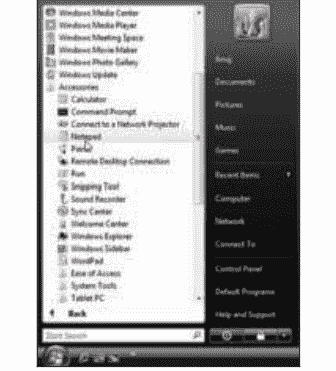 Windows Media Center
Windows Media Player
Windows Meeting Space
Windows Movie Maker
Windows Photo Gallery
Windows Update
Accessories
Calculator
Command Prompt
Connect to a Network Projector
Notepad
Paint
Remote Desktop Connection
Run
Snipping Tool
Sound Recorder
Sync Center
Welcome Center
Windows Explorer
Windows Sidebar
WordPad
Ease of Access
System Tools
Tablet PC
Back
Start Search
Documents
Pictures
Music
Games
Recent Items
Computer
Network
Connect To
Control Panel
Default Programs
Help and Support